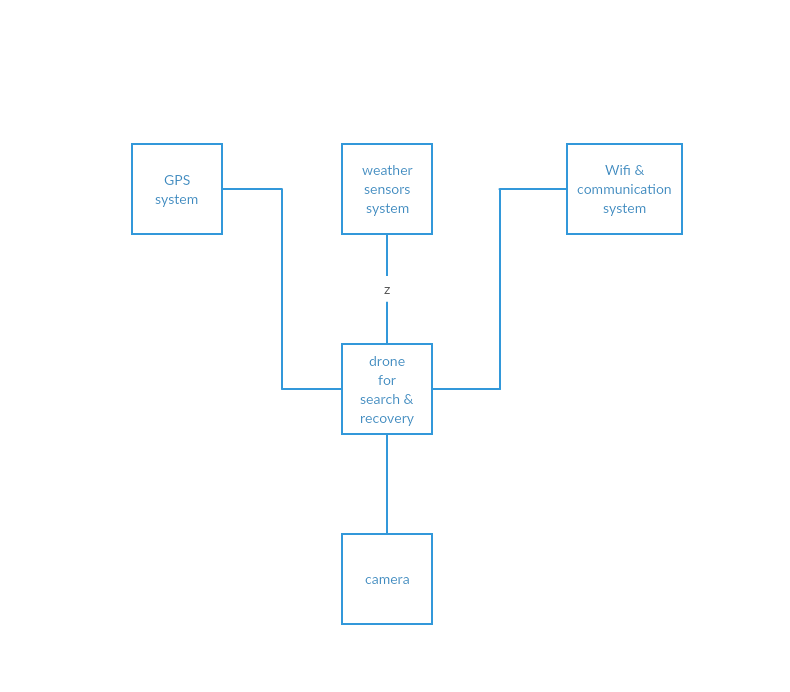 GPS
system
weather
sensors
system
Wifi &
communication
system
z
drone
for
search &
recovery
camera